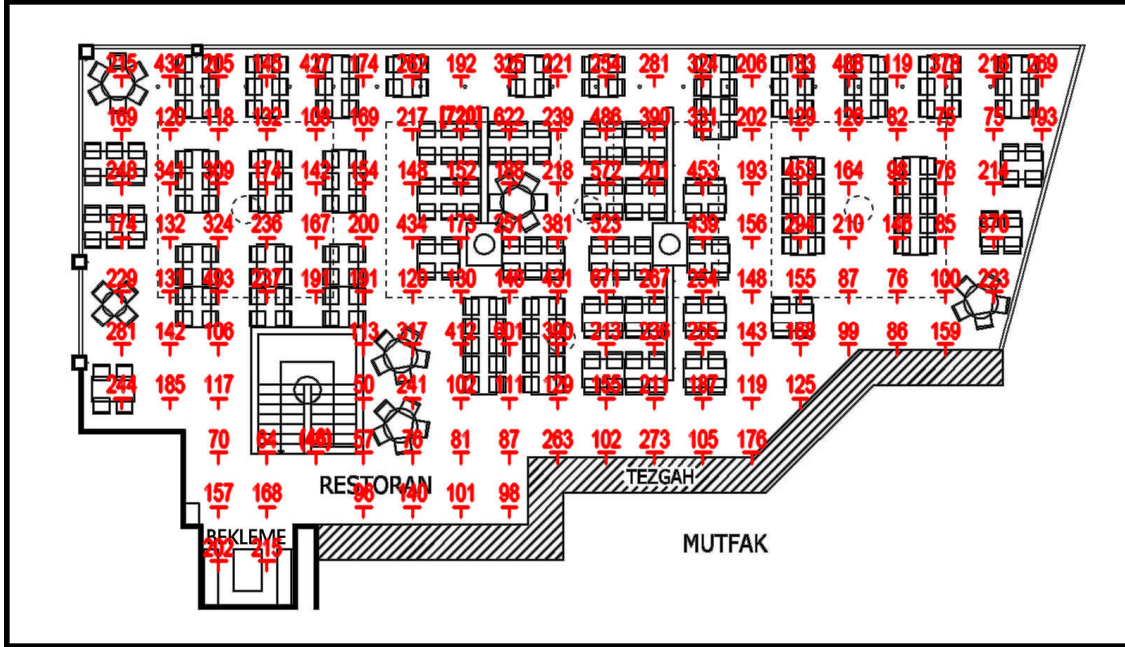 215 432 205 145 427 174 262 192 325 221 254 281 324 206 183 488 119 378 216 269
169 120 118 132 108 169 217 [720] 622 239 486 390 331 202 129 126 82 75 75 193
248 341 309 174 142 154 148 152 188 218 572 201 453 193 453 164 98 76 214
174 132 324 236 167 200 434 173 251 381 523 439 156 294 210 146 85 370
229 131 493 237 191 191 120 130 146 431 671 267 254 148 155 87 76 100 233
281 142 106 113 317 412 601 390 213 236 255 143 168 99 86 159
244 185 117 50 241 102 111 129 155 211 187 119 125
70 64 (46) 57 76 81 87 263 102 273 105 176
TEZGAH
RESTORAN
157 168 96 140 101 98
BEKLEME
MUTFAK
202 215